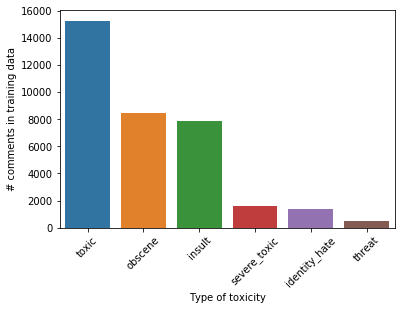 16000
14000
12000
10000
8000
6000
4000
2000
0
# comments in training data
toxic
obscene
insult
severe_toxic
identity_hate
threat
Type of toxicity